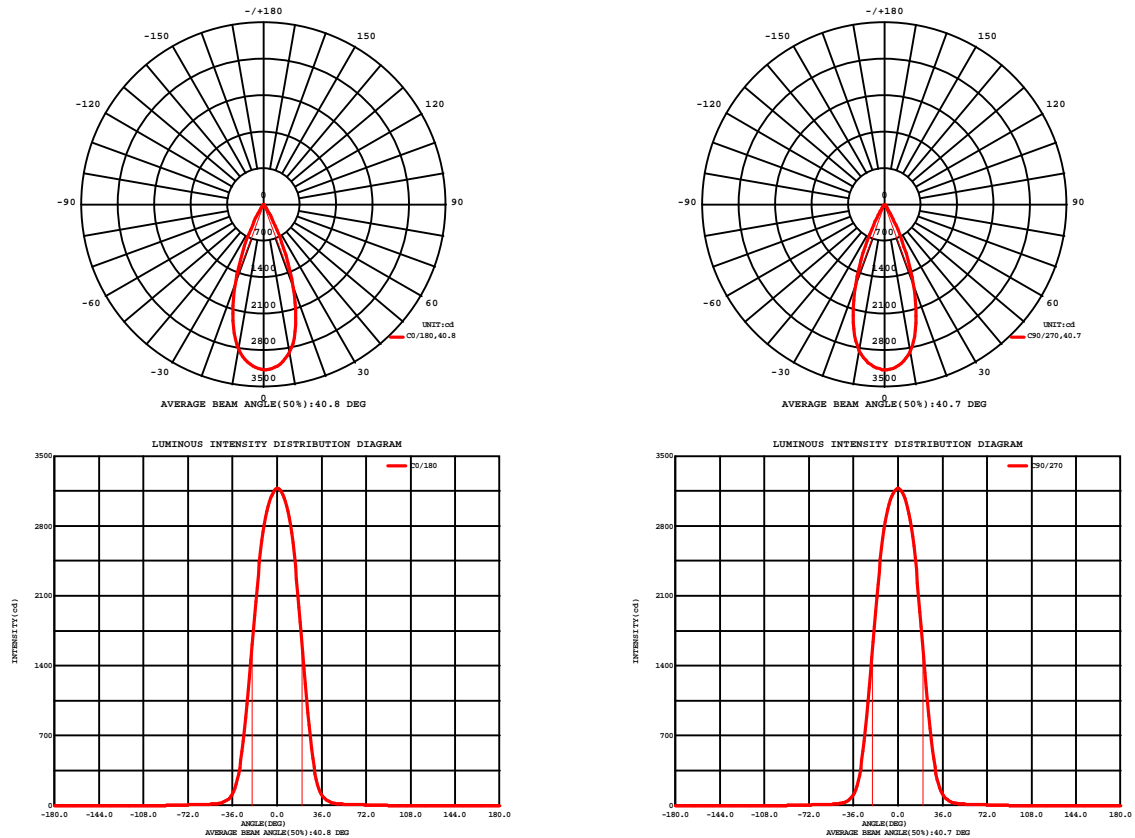 -/+180
-150 150
-120 120
-90 90
-60 60
-30 30
0
700
1400
2100
2800
3500
0
UNIT:cd
C0/180,40.8
AVERAGE BEAM ANGLE(50%):40.8 DEG
-/+180
-150 150
-120 120
-90 90
-60 60
-30 30
0
700
1400
2100
2800
3500
0
UNIT:cd
C90/270,40.7
AVERAGE BEAM ANGLE(50%):40.7 DEG
LUMINOUS INTENSITY DISTRIBUTION DIAGRAM
C0/180
INTENSITY(cd)
3500
2800
2100
1400
700
0
-180.0 -144.0 -108.0 -72.0 -36.0 0.0 36.0 72.0 108.0 144.0 180.0
ANGLE(DEG)
AVERAGE BEAM ANGLE(50%):40.8 DEG
LUMINOUS INTENSITY DISTRIBUTION DIAGRAM
C90/270
INTENSITY(cd)
3500
2800
2100
1400
700
0
-180.0 -144.0 -108.0 -72.0 -36.0 0.0 36.0 72.0 108.0 144.0 180.0
ANGLE(DEG)
AVERAGE BEAM ANGLE(50%):40.7 DEG